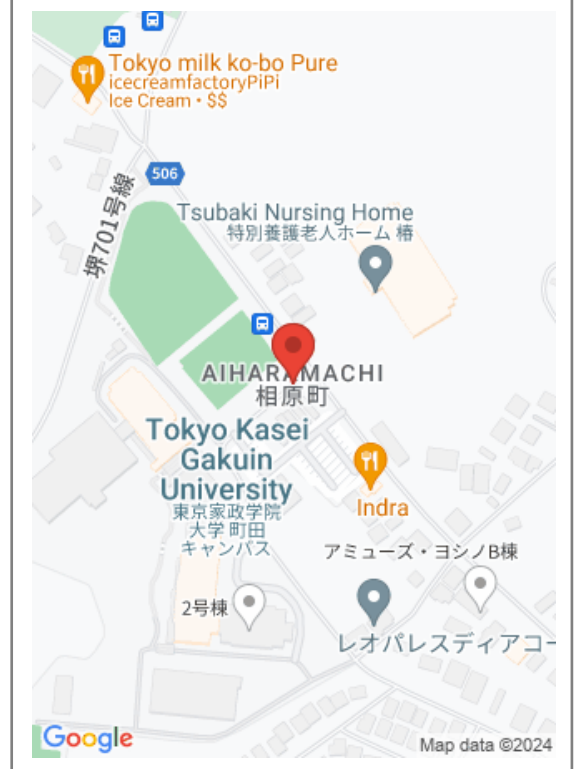 Tokyo milk ko-bo Pure
icecreamfactoryPiPi
Ice Cream • $$
506
堺701号線
Tsubaki Nursing Home
特別養護老人ホーム 椿
AIHARAMACHI
相原町
Tokyo Kasei
Gakuin
University
東京家政学院
大学 町田
キャンパス
Indra
アミューズ・ヨシノB棟
2号棟
レオパレスディアコー
Google
Map data ©2024